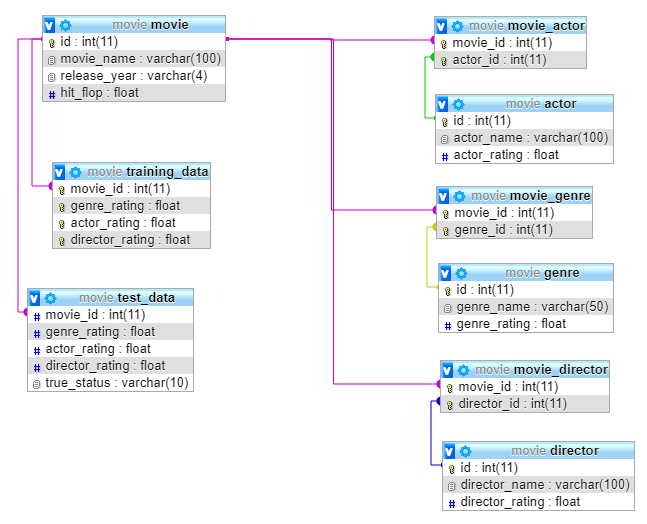 movie movie
id : int(11)
movie_name : varchar(100)
release_year : varchar(4)
hit_flop : float
movie training_data
movie_id : int(11)
genre_rating : float
actor_rating : float
director_rating : float
movie test_data
movie_id : int(11)
genre_rating : float
actor_rating : float
director_rating : float
true_status : varchar(10)
movie movie_actor
movie_id : int(11)
actor_id : int(11)
movie actor
id : int(11)
actor_name : varchar(100)
actor_rating : float
movie movie_genre
movie_id : int(11)
genre_id : int(11)
movie genre
id : int(11)
genre_name : varchar(50)
genre_rating : float
movie movie_director
movie_id : int(11)
director_id : int(11)
movie director
id : int(11)
director_name : varchar(100)
director_rating : float